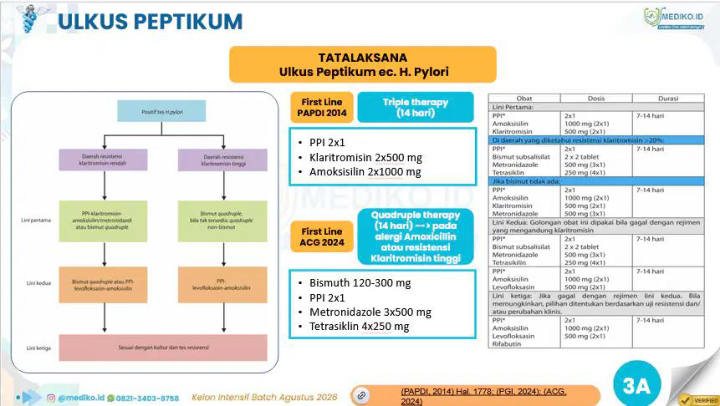 ULKUS PEPTIKUM
MEDIKO.ID
TATALAKSANA
Ulkus Peptikum ec. H. Pylori
Positif tes H.pylori
Daerah resistensi
klaritromisin rendah
Daerah resistensi
klaritromisin tinggi
Lini pertama
PPI-klaritromisin-
amoksisilin/metronidazol
atau bismut quadruple
Bismut quadruple,
bila tak tersedia: quadruple
non-bismut
Lini kedua
Bismut quadruple atau PPI-
levofloksasin-amoksisilin
PPI-
levofloksasin-amoksisilin
Lini ketiga
Sesuai dengan kultur dan tes resistensi
First Line
PAPDI 2014
Triple therapy
(14 hari)
• PPI 2x1
• Klaritromisin 2x500 mg
• Amoksisilin 2x1000 mg
MEDIKO.ID
First Line
ACG 2024
Quadruple therapy
(14 hari) --> pada
alergi Amoxicillin
atau resistensi
Klaritromisin tinggi
• Bismuth 120-300 mg
• PPI 2x1
• Metronidazole 3x500 mg
• Tetrasiklin 4x250 mg
Obat Dosis Durasi
Lini Pertama:
PPI* 2x1 7-14 hari
Amoksisilin 1000 mg (2x1)
Klaritromisin 500 mg (2x1)
Di daerah yang diketahui resistensi klaritromisin >20%:
PPI* 2x1 7-14 hari
Bismut subsalisilat 2 x 2 tablet
Metronidazole 500 mg (3x1)
Tetrasiklin 250 mg (4x1)
Jika bismut tidak ada:
PPI* 2x1 7-14 hari
Amoksisilin 1000 mg (2x1)
Klaritromisin 500 mg (2x1)
Metronidazole 500 mg (3x1)
Lini Kedua: Golongan obat ini dipakai bila gagal dengan rejimen
yang mengandung klaritromisin
PPI* 2x1 7-14 hari
Bismut subsalisilat 2 x 2 tablet
Metronidazole 500 mg (3x1)
Tetrasiklin 250 mg (4x1)
PPI* 2x1 7-14 hari
Amoksisilin 1000 mg (2x1)
Levofloksasin 500 mg (2x1)
Lini ketiga: Jika gagal dengan rejimen lini kedua. Bila
memungkinkan, pilihan ditentukan berdasarkan uji resistensi dan/
atau perubahan klinis.
PPI* 2x1 7-14 hari
Amoksisilin 1000 mg (2x1)
Levofloksasin 500 mg (2x1)
Rifabutin
@mediko.id 0821-3403-8758 Kelon Intensif Batch Agustus 2026
(PAPDI, 2014) Hal. 1778; (PGI, 2024); (ACG,
2024)
3A
VERIFIED